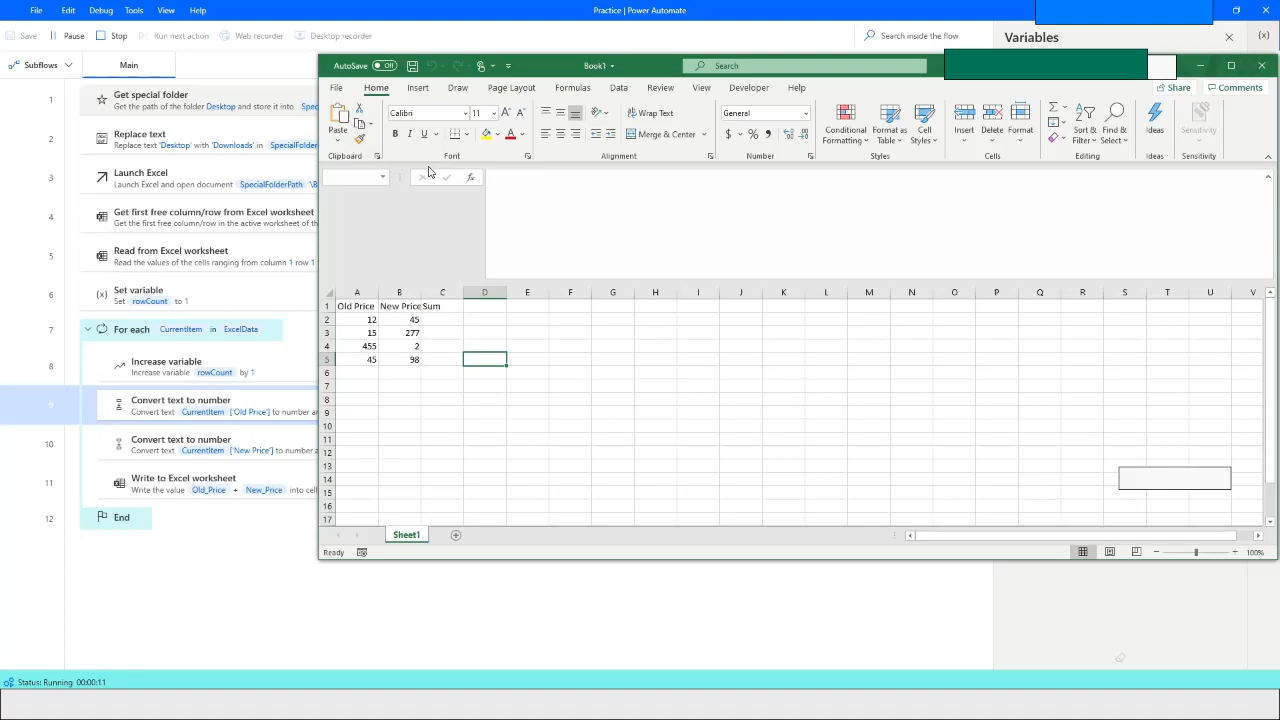 File Edit Debug Tools View Help Practice | Power Automate
Save Pause Stop Run next action Web recorder Desktop recorder Search inside the flow Variables
Subflows Main
1 Get special folder
Get the path of the folder Desktop and store it into
2 Replace text
Replace text 'Desktop' with 'Downloads' in SpecialFolder
3 Launch Excel
Launch Excel and open document SpecialFolderPath
4 Get first free column/row from Excel worksheet
Get the first free column/row in the active worksheet of th
5 Read from Excel worksheet
Read the values of the cells ranging from column 1 row 1
6 Set variable
Set rowCount to 1
7 For each CurrentItem in ExcelData
8 Increase variable
Increase variable rowCount by 1
9 Convert text to number
Convert text CurrentItem ['Old Price'] to number a
10 Convert text to number
Convert text CurrentItem ['New Price'] to number a
11 Write to Excel worksheet
Write the value Old_Price + New_Price into cell
12 End
AutoSave Off Book1 Search
File Home Insert Draw Page Layout Formulas Data Review View Developer Help Share Comments
Paste Calibri 11 Wrap Text General Conditional Formatting Format as Table Cell Styles Insert Delete Format Sort & Filter Find & Select Ideas Sensitivity
B I U Merge & Center $ %
Clipboard Font Alignment Number Styles Cells Editing Ideas Sensitivity
fx
A B C D E F G H I J K L M N O P Q R S T U V
1 Old Price New Price Sum
2 12 45
3 15 277
4 455 2
5 45 98
6
7
8
9
10
11
12
13
14
15
16
17
Sheet1
Ready 100%
Status: Running 00:00:11